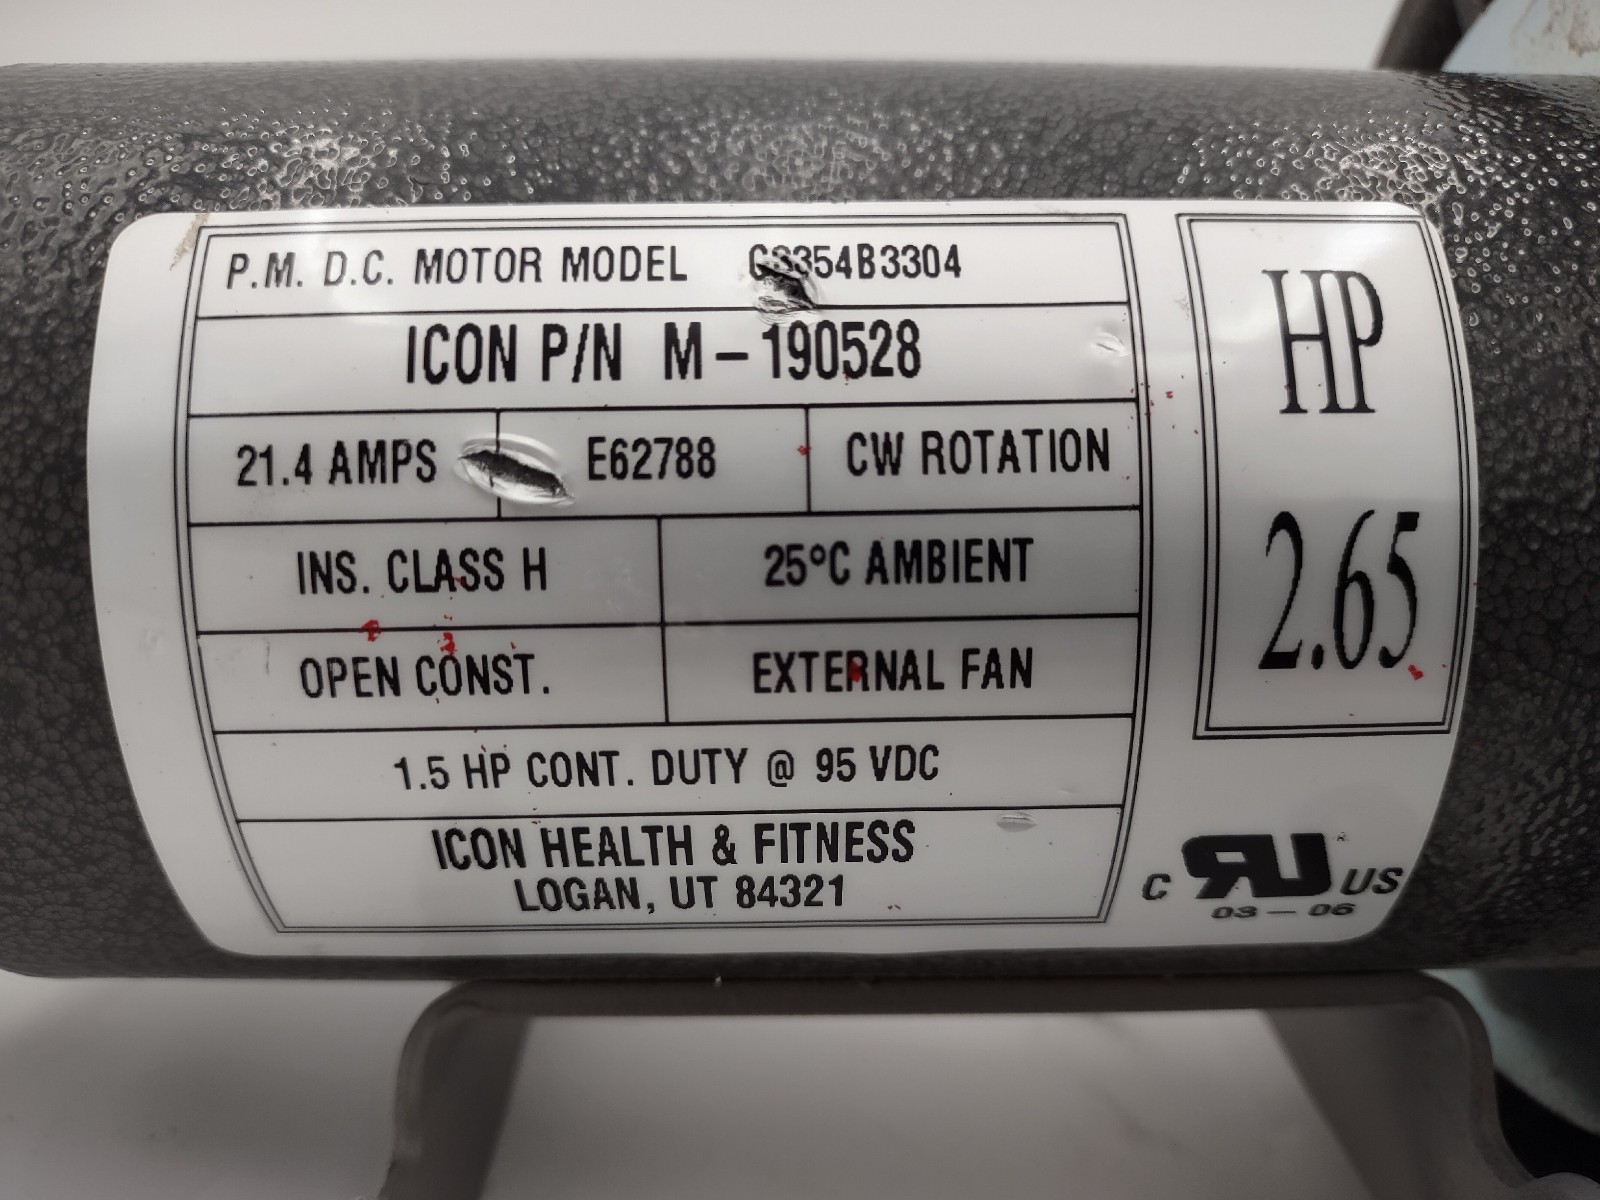 P.M. D.C. MOTOR MODEL
ICON P/N M-190528
21.4 AMPS E62788 CW ROTATION
INS. CLASS H 25°C AMBIENT
OPEN CONST. EXTERNAL FAN
1.5 HP CONT. DUTY @ 95 VDC
ICON HEALTH & FITNESS
LOGAN, UT 84321
HP
2.65
C RU ® US
03-06